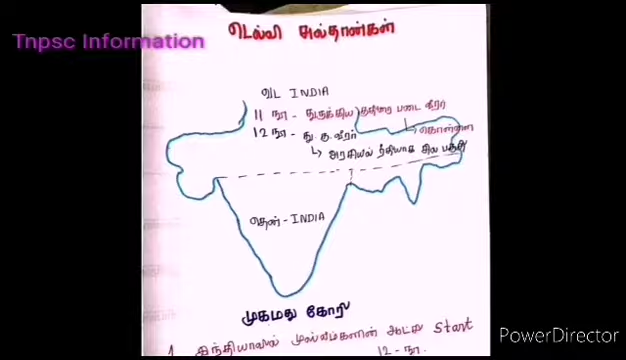 Tnpsc Information
டெல்லி சுல்தான்கள்
வட INDIA
11 நூ - துருக்கிய குதிரை படை வீரர்
12 நூ - து.கு.வீரர் கொள்ளை
அரசியல் ரீதியாக சில பகுதி
தென் - INDIA
முகமது கோரி
1. இந்தியாவில் முஸ்லீம்களின் ஆட்சி Start
12 - நூ.
PowerDirector